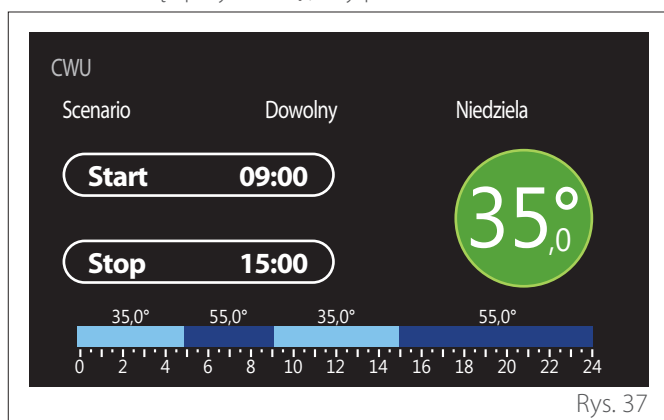 CWU
Scenario Dowolny Niedziela
Start 09:00
35,0°
Stop 15:00
35,0° 55,0° 35,0° 55,0°
0 2 4 6 8 10 12 14 16 18 20 22 24
Rys. 37